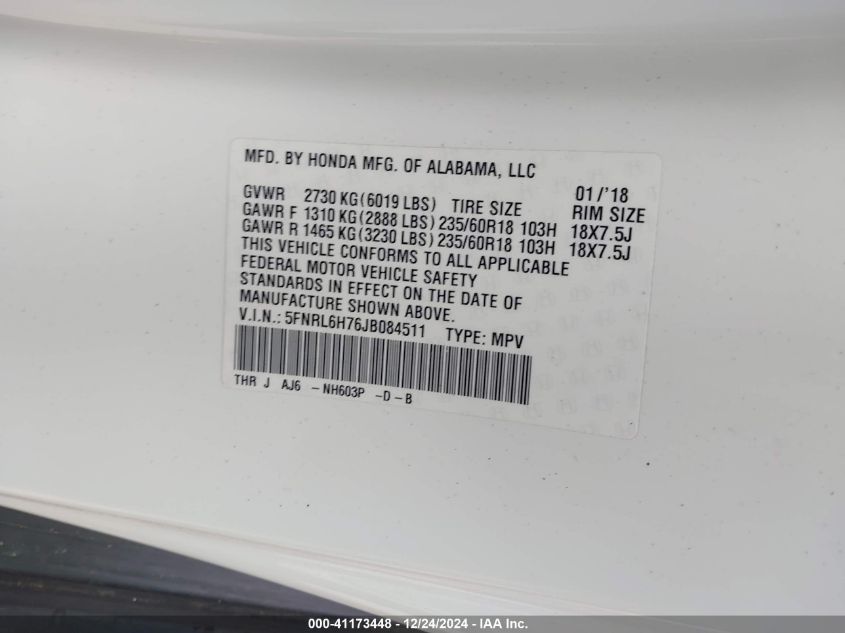 MFD. BY HONDA MFG. OF ALABAMA, LLC
01/'18
GVWR 2730 KG(6019 LBS) TIRE SIZE RIM SIZE
GAWR F 1310 KG(2888 LBS)235/60R18 103H 18X7.5J
GAWR R 1465 KG(3230 LBS)235/60R18 103H 18X7.5J
THIS VEHICLE CONFORMS TO ALL APPLICABLE
FEDERAL MOTOR VEHICLE SAFETY
STANDARDS IN EFFECT ON THE DATE OF
MANUFACTURE SHOWN ABOVE.
V.I.N.: 5FNRL6H76JB084511 TYPE: MPV
THR J AJ6 -NH603P -D-B
000-41173448 - 12/24/2024 - IAA Inc.